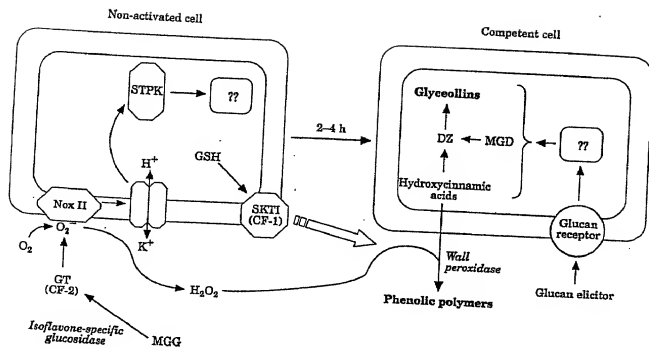 Non-activated cell
Competent cell
STPK
??
Glyceollins
2–4 h
DZ
MGD
??
GSH
H+
Hydroxycinnamic
acids
Nox II
SKTI
(CF-1)
Glucan
receptor
O2−
O2
K+
Wall
peroxidase
GT
(CF-2)
H2O2
Phenolic polymers
Glucan elicitor
Isoflavone-specific
glucosidase
MGG